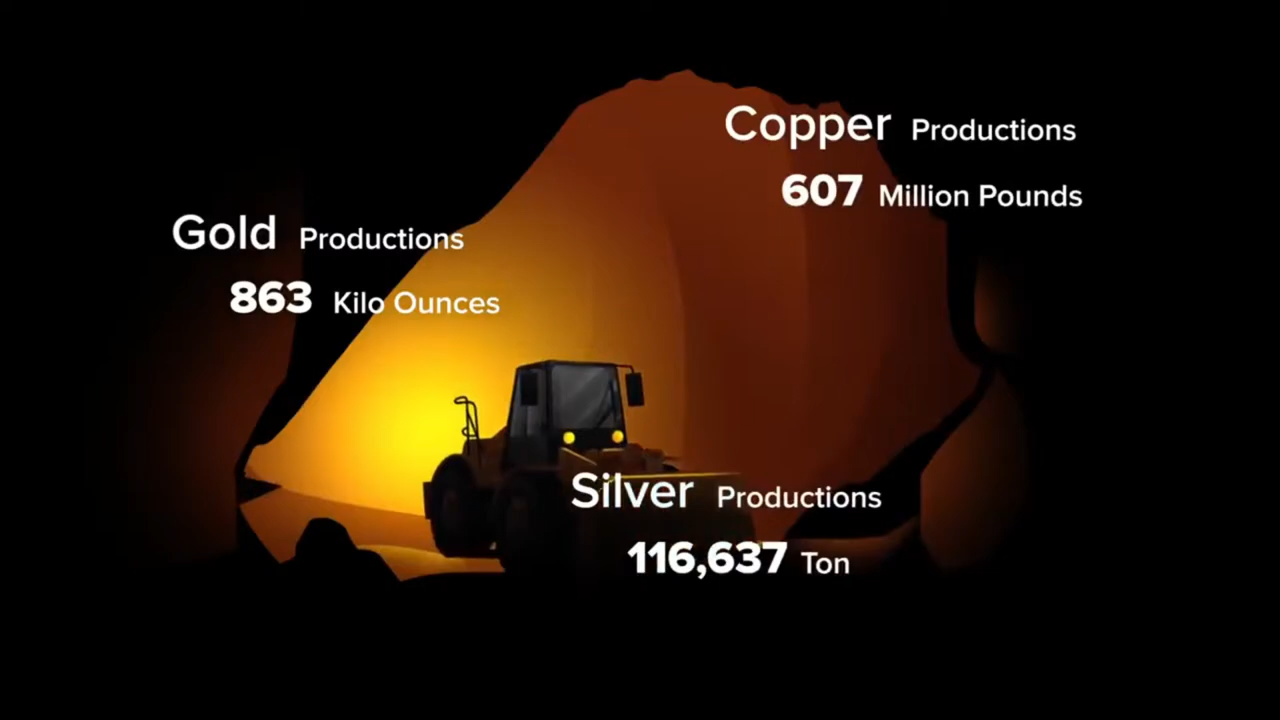 Copper Productions
607 Million Pounds
Gold Productions
863 Kilo Ounces
Silver Productions
116,637 Ton